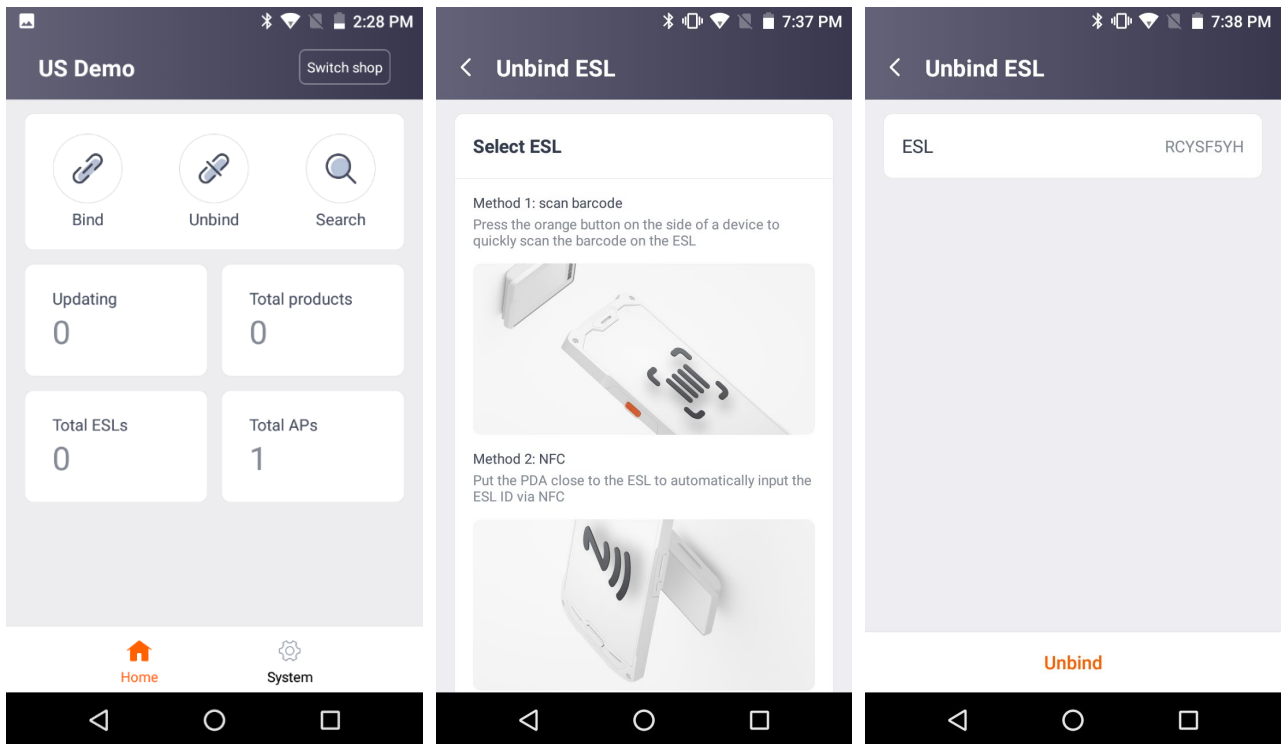 2:28 PM
US Demo
Switch shop
Bind
Unbind
Search
Updating
0
Total products
0
Total ESLs
0
Total APs
1
Home
System
7:37 PM
Unbind ESL
Select ESL
Method 1: scan barcode
Press the orange button on the side of a device to
quickly scan the barcode on the ESL
Method 2: NFC
Put the PDA close to the ESL to automatically input the
ESL ID via NFC
7:38 PM
Unbind ESL
ESL
RCYSF5YH
Unbind